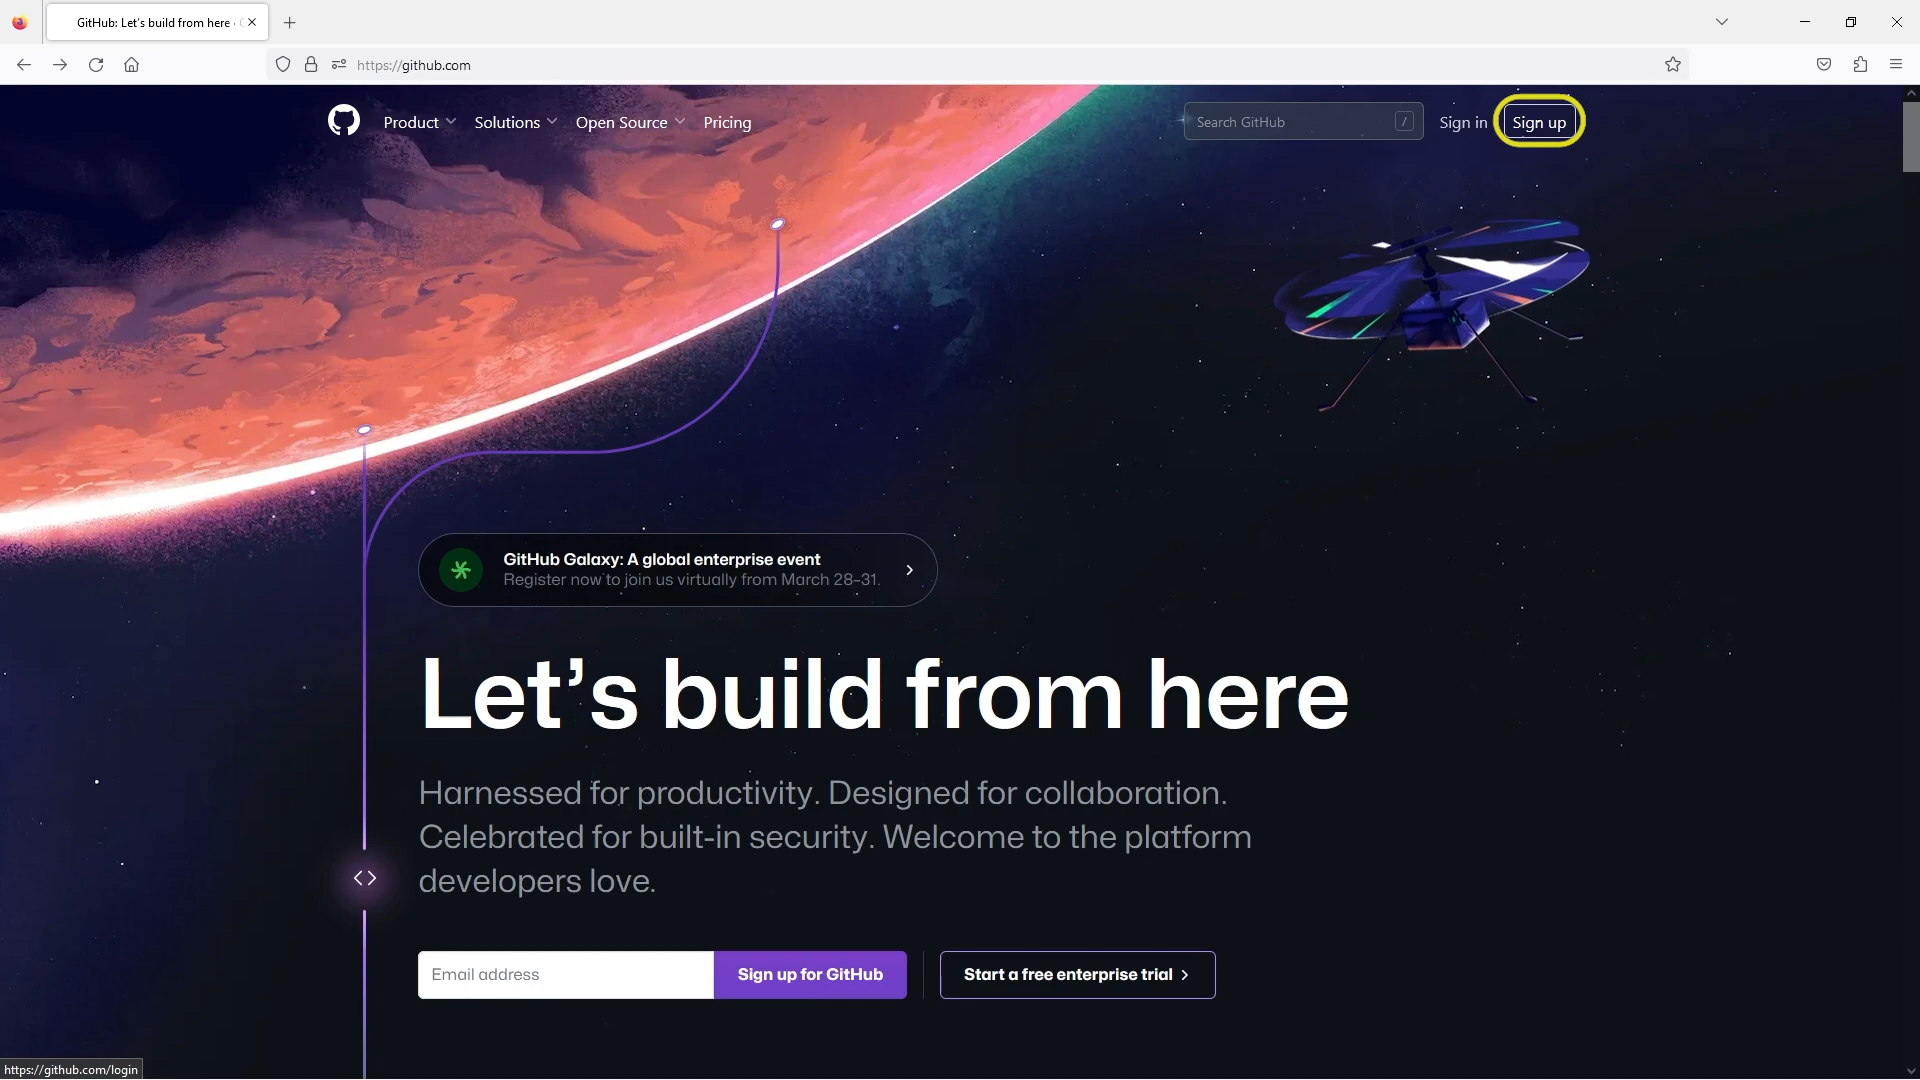 GitHub: Let's build from here ·
https://github.com
Product
Solutions
Open Source
Pricing
Search GitHub
/
Sign in
Sign up
GitHub Galaxy: A global enterprise event
Register now to join us virtually from March 28–31.
Let’s build from here
Harnessed for productivity. Designed for collaboration.
Celebrated for built-in security. Welcome to the platform
developers love.
Email address
Sign up for GitHub
Start a free enterprise trial
https://github.com/login